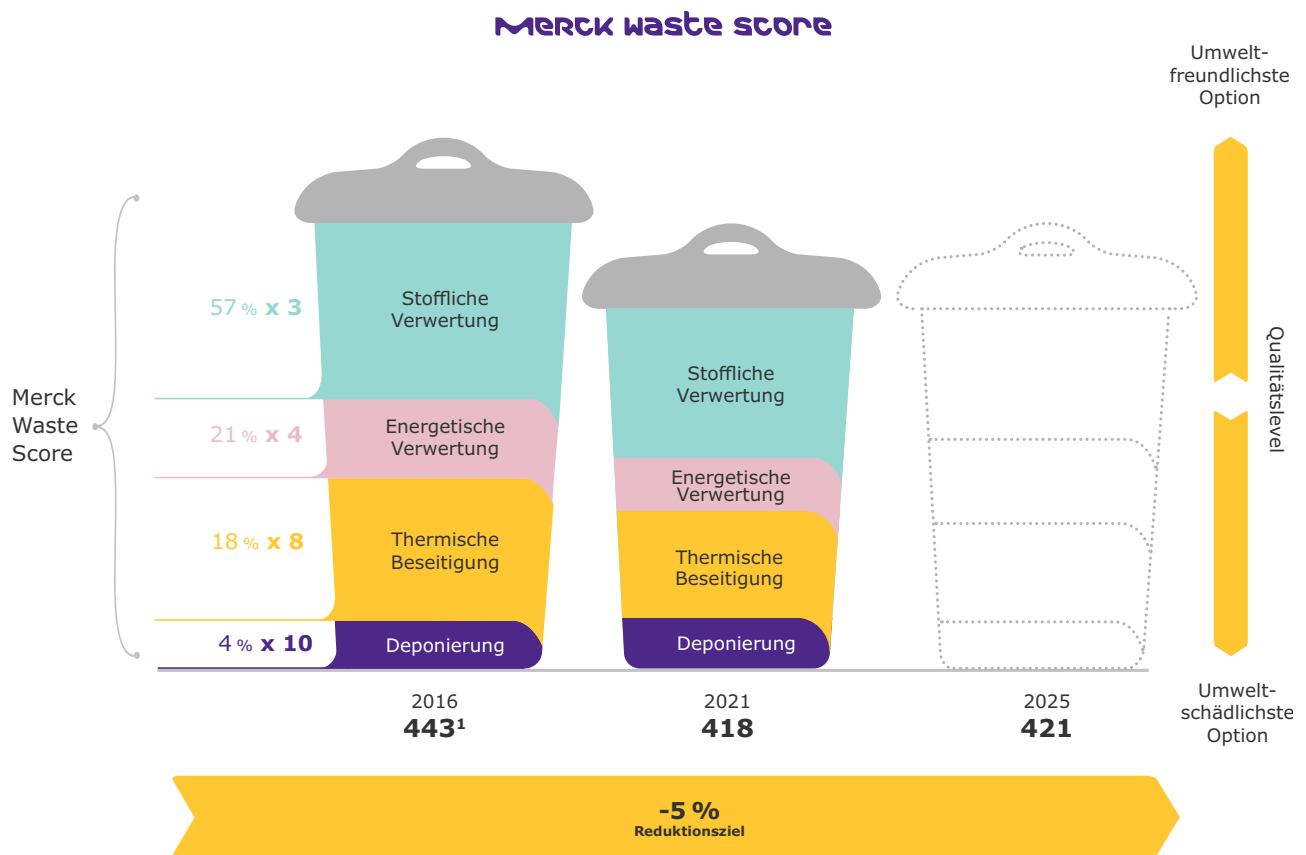 Merck Waste Score
Umwelt-
freundlichste
Option
57 % x 3
Stoffliche
Verwertung
Stoffliche
Verwertung
Qualitätslevel
Merck
Waste
Score
21 % x 4
Energetische
Verwertung
Energetische
Verwertung
18 % x 8
Thermische
Beseitigung
Thermische
Beseitigung
4 % x 10
Deponierung
Deponierung
2016
443¹
2021
418
2025
421
Umwelt-
schädlichste
Option
-5 %
Reduktionsziel